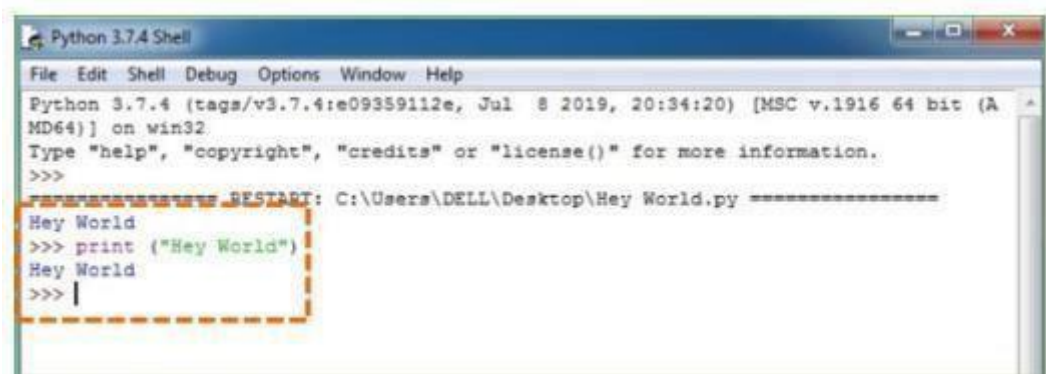 Python 3.7.4 Shell
File Edit Shell Debug Options Window Help
Python 3.7.4 (tags/v3.7.4:e09359112e, Jul  8 2019, 20:34:20) [MSC v.1916 64 bit (A
MD64)] on win32
Type "help", "copyright", "credits" or "license()" for more information.
>>>
================ RESTART: C:\Users\DELL\Desktop\Hey World.py ================
Hey World
>>> print ("Hey World")
Hey World
>>>